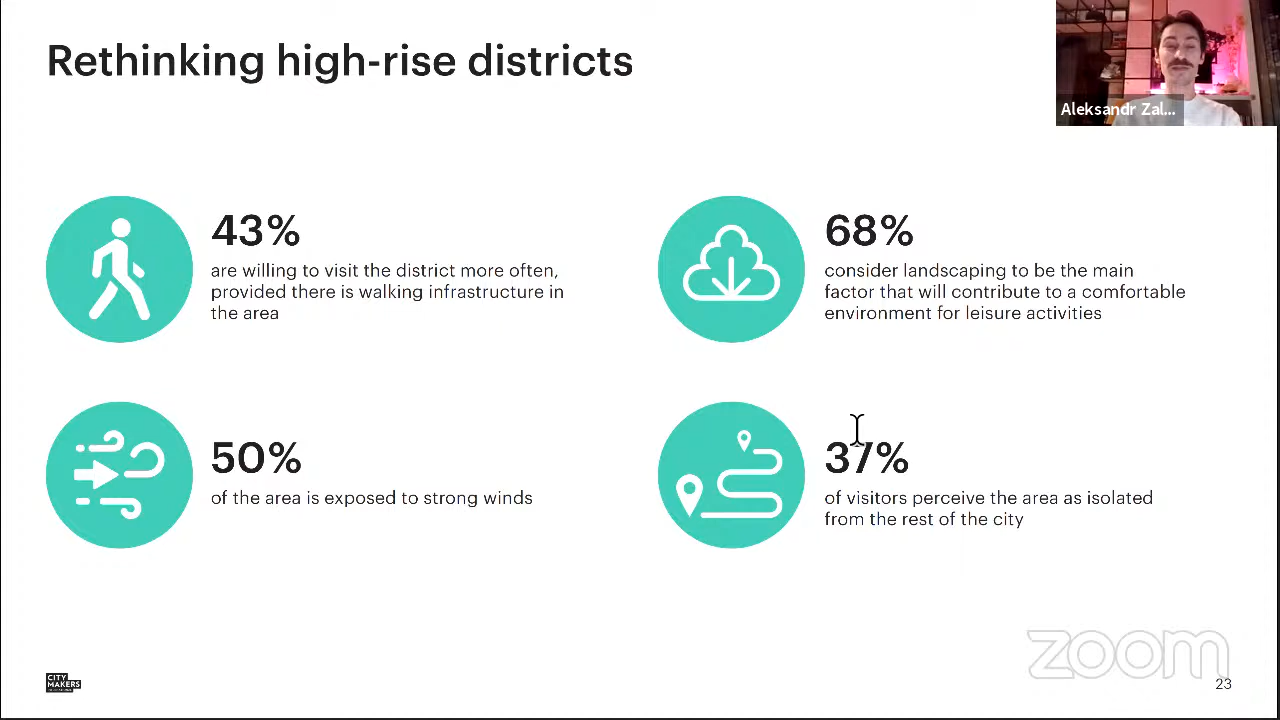 Rethinking high-rise districts
Aleksandr Zal...
43%
are willing to visit the district more often,
provided there is walking infrastructure in
the area
68%
consider landscaping to be the main
factor that will contribute to a comfortable
environment for leisure activities
50%
of the area is exposed to strong winds
37%
of visitors perceive the area as isolated
from the rest of the city
CITY
MAKERS
zoom
23